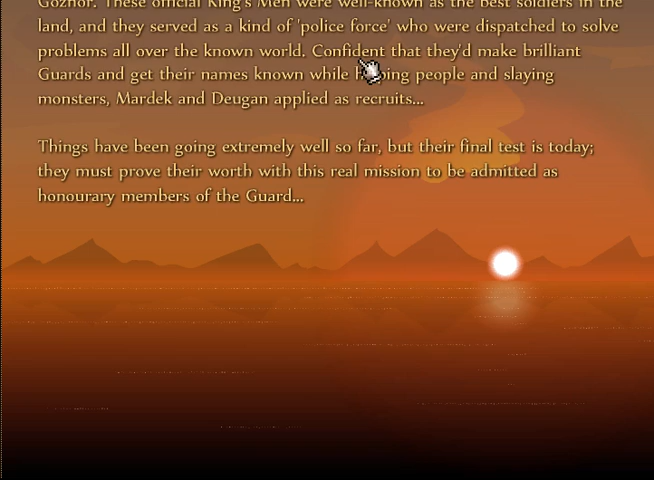 Goznor. These official King's Men were well-known as the best soldiers in the
land, and they served as a kind of 'police force' who were dispatched to solve
problems all over the known world. Confident that they'd make brilliant
Guards and get their names known while helping people and slaying
monsters, Mardek and Deugan applied as recruits...
Things have been going extremely well so far, but their final test is today;
they must prove their worth with this real mission to be admitted as
honourary members of the Guard...